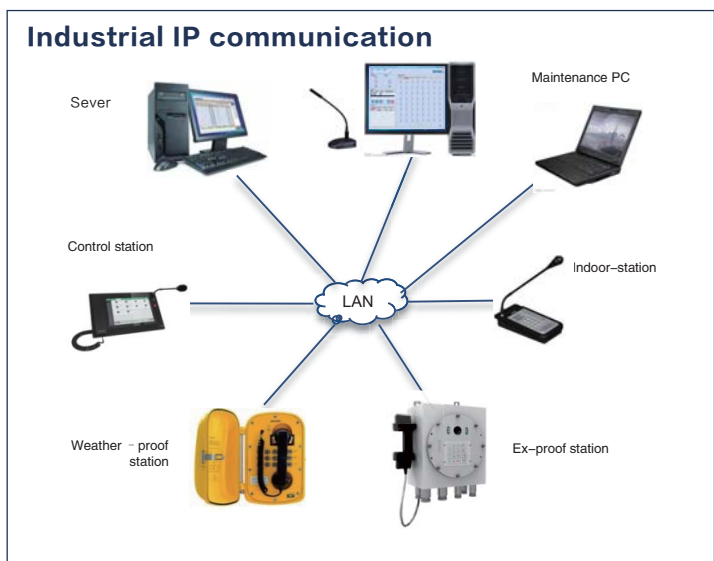 Industrial IP communication
Sever
Maintenance PC
Control station
Indoor–station
LAN
Weather – proof
station
Ex–proof station